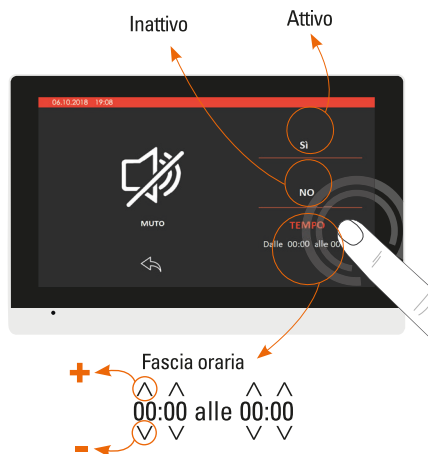 Inattivo
Attivo
06.10.2018 19:08
Sì
NO
MUTO
TEMPO
Dalle 00:00 alle 00
Fascia oraria
+
00:00 alle 00:00
-